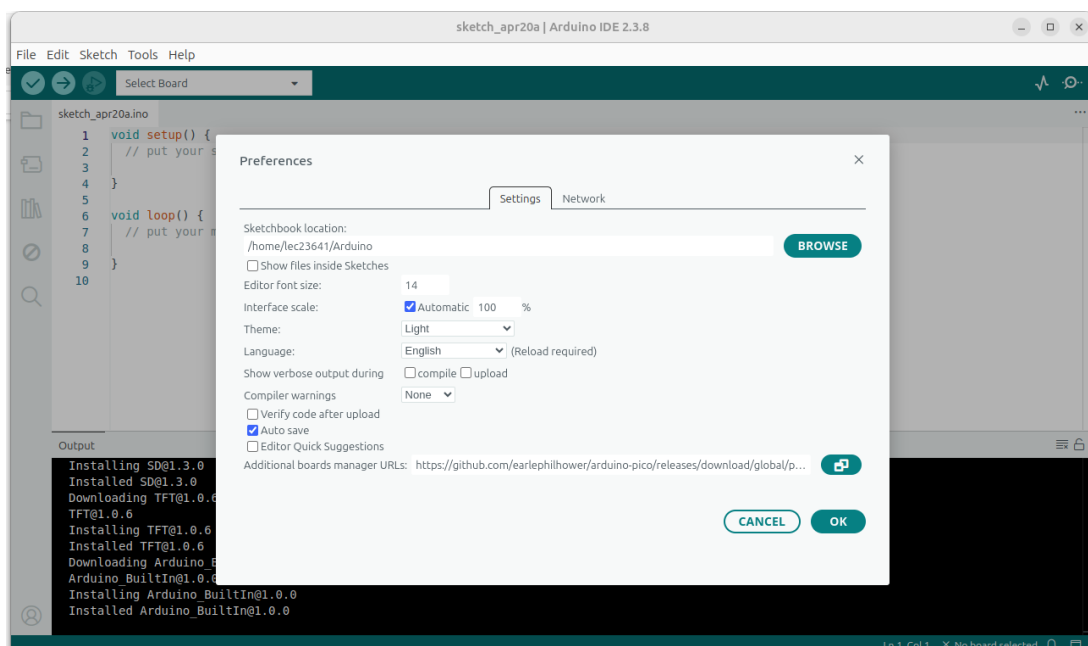 sketch_apr20a | Arduino IDE 2.3.8
File Edit Sketch Tools Help
Select Board
sketch_apr20a.ino
1 void setup() {
2 // put your s
3
4 }
5
6 void loop() {
7 // put your m
8
9 }
10
Preferences
Settings Network
Sketchbook location:
/home/lec23641/Arduino
BROWSE
Show files inside Sketches
Editor font size: 14
Interface scale: Automatic 100 %
Theme: Light
Language: English (Reload required)
Show verbose output during compile upload
Compiler warnings None
Verify code after upload
Auto save
Editor Quick Suggestions
Additional boards manager URLs: https://github.com/earlephilhower/arduino-pico/releases/download/global/p...
CANCEL OK
Output
Installing SD@1.3.0
Installed SD@1.3.0
Downloading TFT@1.0.6
TFT@1.0.6
Installing TFT@1.0.6
Installed TFT@1.0.6
Downloading Arduino_B
Arduino_BuiltIn@1.0.0
Installing Arduino_BuiltIn@1.0.0
Installed Arduino_BuiltIn@1.0.0
Ln 1, Col 1 No board selected